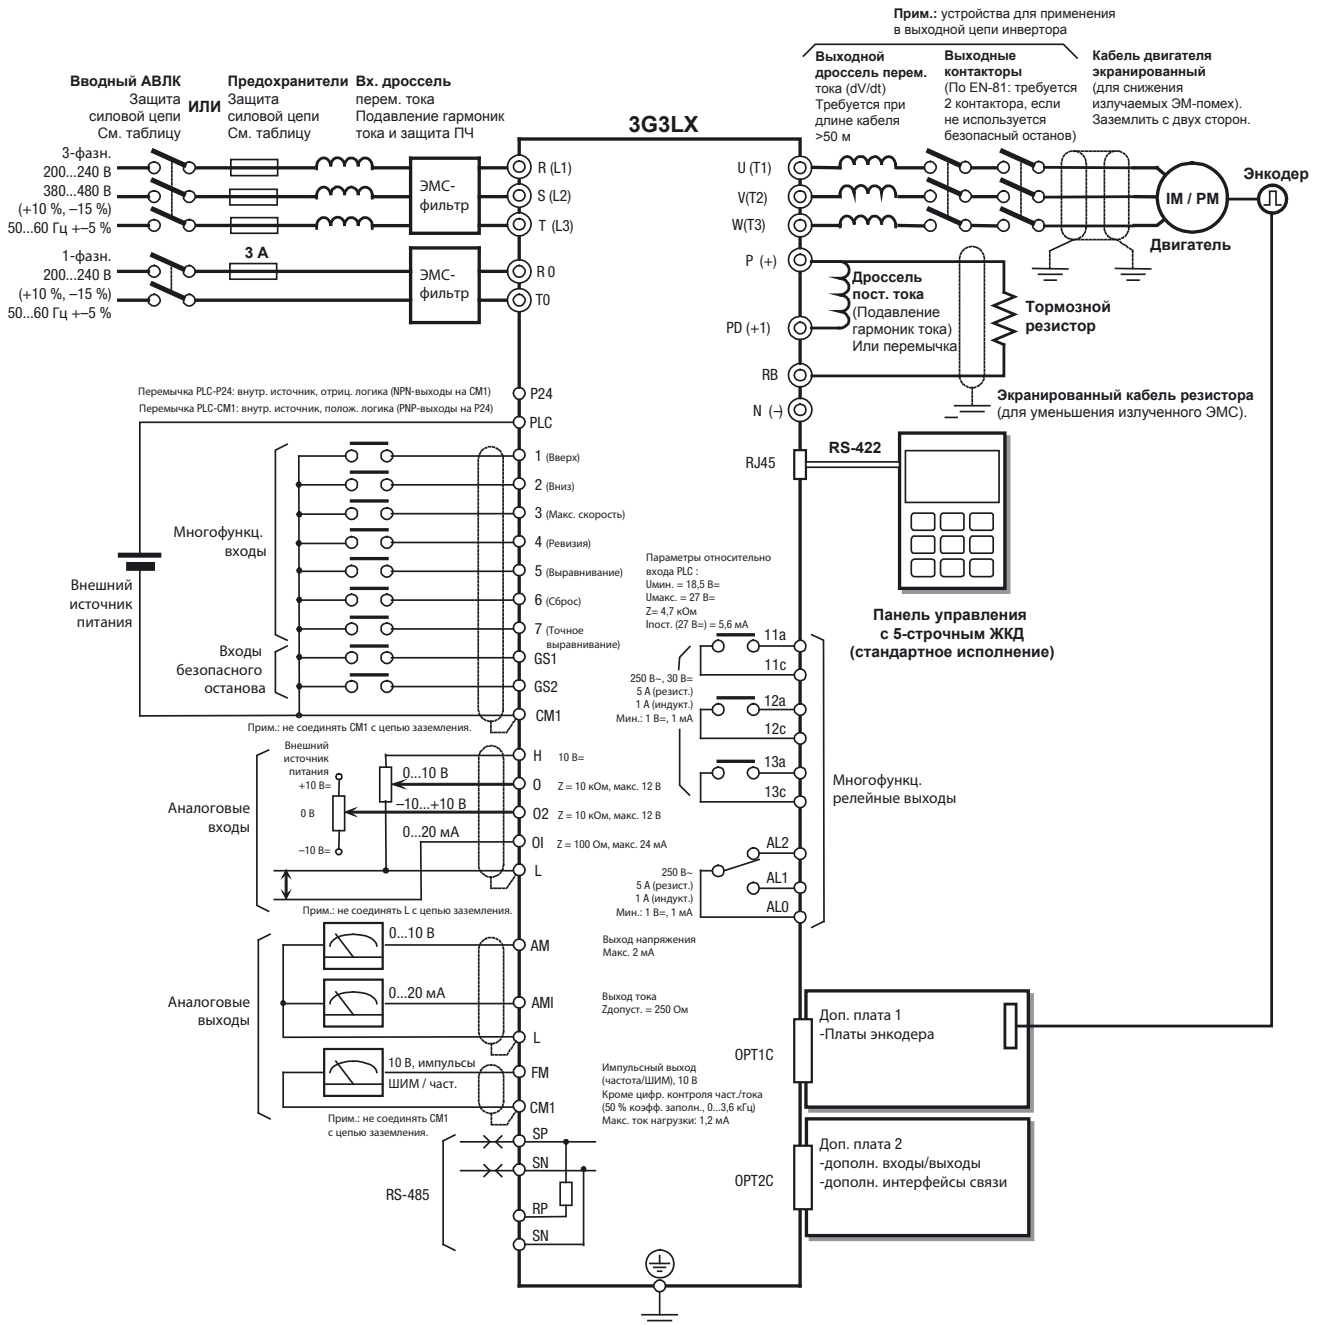 Прим.: устройства для применения
в выходной цепи инвертора
Вводный АВЛК
Защита
силовой цепи
См. таблицу
ИЛИ
Предохранители
Защита
силовой цепи
См. таблицу
Вх. дроссель
перем. тока
Подавление гармоник
тока и защита ПЧ
3G3LX
Выходной
дроссель перем.
тока (dV/dt)
Требуется при
длине кабеля
>50 м
Выходные
контакторы
(По EN-81: требуется
2 контактора, если
не используется
безопасный останов)
Кабель двигателя
экранированный
(для снижения
излучаемых ЭМ-помех).
Заземлить с двух сторон.
3-фазн.
200...240 В
380...480 В
(+10 %, –15 %)
50...60 Гц +–5 %
ЭМС-
фильтр
R (L1)
S (L2)
T (L3)
U (T1)
V(T2)
W(T3)
IM / PM
Двигатель
Энкодер
1-фазн.
200...240 В
(+10 %, –15 %)
50...60 Гц +–5 %
3 A
ЭМС-
фильтр
R 0
T0
P (+)
PD (+1)
RB
N (–)
Дроссель
пост. тока
(Подавление
гармоник тока)
Или перемычка
Тормозной
резистор
Экранированный кабель резистора
(для уменьшения излученного ЭМС).
Перемычка PLC-P24: внутр. источник, отриц. логика (NPN-выходы на CM1)
Перемычка PLC-CM1: внутр. источник, полож. логика (PNP-выходы на P24)
P24
PLC
1 (Вверх)
2 (Вниз)
3 (Макс. скорость)
4 (Ревизия)
5 (Выравнивание)
6 (Сброс)
7 (Точное
выравнивание)
GS1
GS2
CM1
Многофункц.
входы
Внешний
источник
питания
Входы
безопасного
останова
Прим.: не соединять CM1 с цепью заземления.
RJ45
RS-422
Панель управления
с 5-строчным ЖКД
(стандартное исполнение)
Параметры относительно
входа PLC :
Uмин. = 18,5 В=
Uмакс. = 27 В=
Z= 4,7 кОм
Iпост. (27 В=) = 5,6 мА
11a
11c
12a
12c
13a
13c
250 В~, 30 В=
5 А (резист.)
1 А (индукт.)
Мин.: 1 В=, 1 мА
Многофункц.
релейные выходы
AL2
AL1
AL0
250 В~
5 А (резист.)
1 А (индукт.)
Мин.: 1 В=, 1 мА
Аналоговые
входы
Внешний
источник
питания
+10 В=
0 В
–10 В=
0...10 В
–10...+10 В
0...20 мА
H 10 В=
O Z = 10 кОм, макс. 12 В
O2 Z = 10 кОм, макс. 12 В
OI Z = 100 Ом, макс. 24 мА
L
Прим.: не соединять L с цепью заземления.
Аналоговые
выходы
0...10 В
0...20 мА
10 В, импульсы
ШИМ / част.
AM
AMI
L
FM
CM1
Выход напряжения
Макс. 2 мА
Выход тока
Zдопуст. = 250 Ом
Импульсный выход
(частота/ШИМ), 10 В
Кроме цифр. контроля част./тока
(50 % коэфф. заполн., 0...3,6 кГц)
Макс. ток нагрузки: 1,2 мА
Прим.: не соединять CM1
с цепью заземления.
RS-485
SP
SN
RP
SN
OPT1C
Доп. плата 1
-Платы энкодера
OPT2C
Доп. плата 2
-дополн. входы/выходы
-дополн. интерфейсы связи